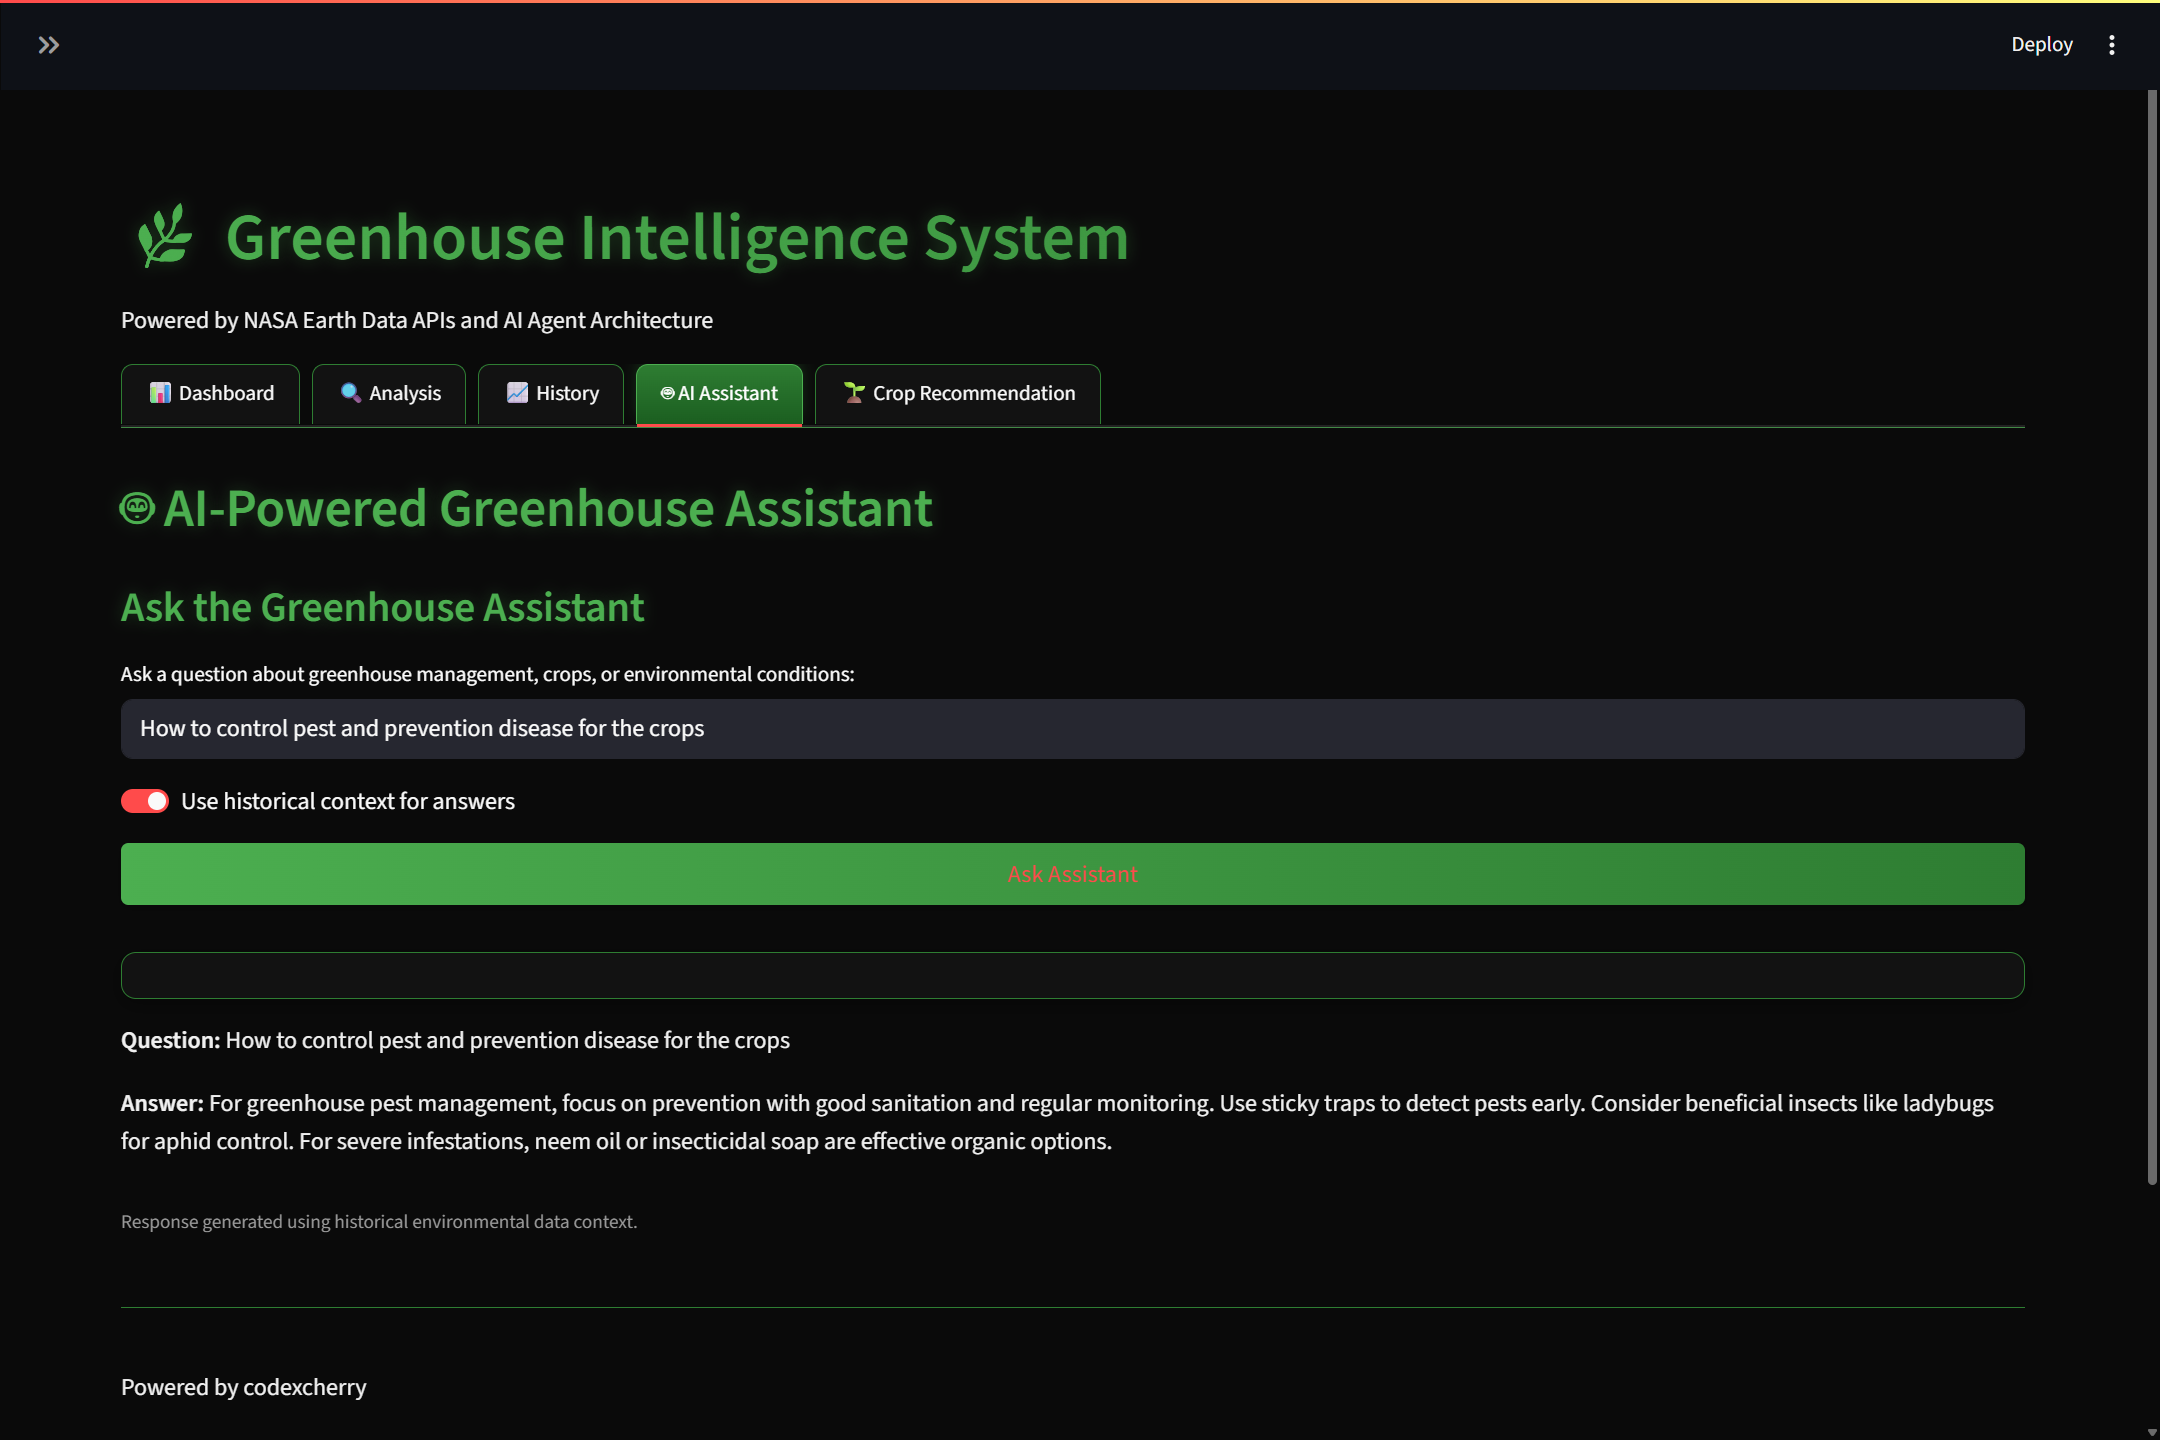 Deploy
Greenhouse Intelligence System
Powered by NASA Earth Data APIs and AI Agent Architecture
Dashboard
Analysis
History
AI Assistant
Crop Recommendation
AI-Powered Greenhouse Assistant
Ask the Greenhouse Assistant
Ask a question about greenhouse management, crops, or environmental conditions:
How to control pest and prevention disease for the crops
Use historical context for answers
Ask Assistant
Question: How to control pest and prevention disease for the crops
Answer: For greenhouse pest management, focus on prevention with good sanitation and regular monitoring. Use sticky traps to detect pests early. Consider beneficial insects like ladybugs
for aphid control. For severe infestations, neem oil or insecticidal soap are effective organic options.
Response generated using historical environmental data context.
Powered by codexcherry